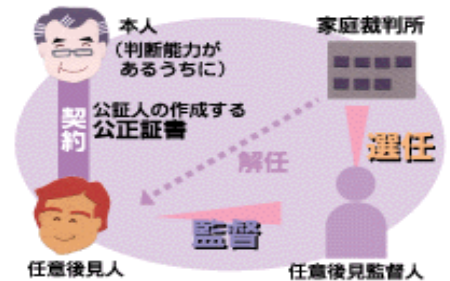 本人
(判断能力が
あるうちに)
家庭裁判所
契約
公証人の作成する
公正証書
選任
解任
監督
任意後見人
任意後見監督人